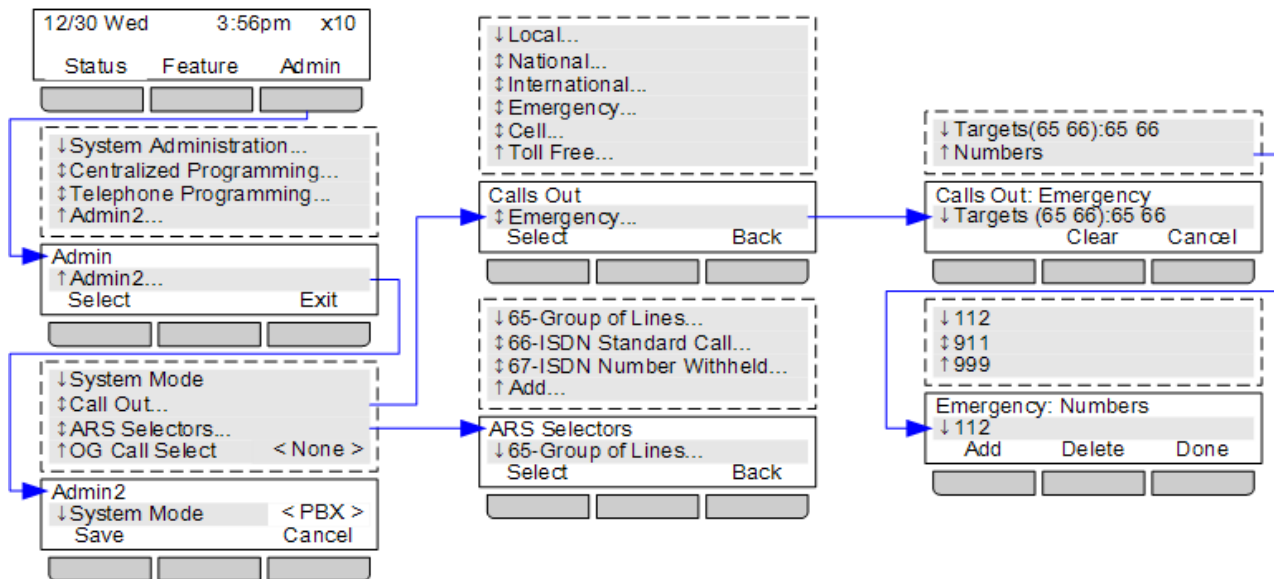 12/30 Wed 3:56pm x10
Status Feature Admin
↓System Administration...
↕Centralized Programming...
↕Telephone Programming...
↑Admin2...
Admin
↑Admin2...
Select Exit
↓System Mode
↕Call Out...
↕ARS Selectors...
↑OG Call Select < None >
Admin2
↓System Mode < PBX >
Save Cancel
↓Local...
↕National...
↕International...
↕Emergency...
↕Cell...
↑Toll Free...
Calls Out
↕Emergency...
Select Back
↓65-Group of Lines...
↕66-ISDN Standard Call...
↕67-ISDN Number Withheld...
↑Add...
ARS Selectors
↓65-Group of Lines...
Select Back
↓Targets(65 66):65 66
↑Numbers
Calls Out: Emergency
↓Targets (65 66):65 66
Clear Cancel
↓112
↕911
↑999
Emergency: Numbers
↓112
Add Delete Done